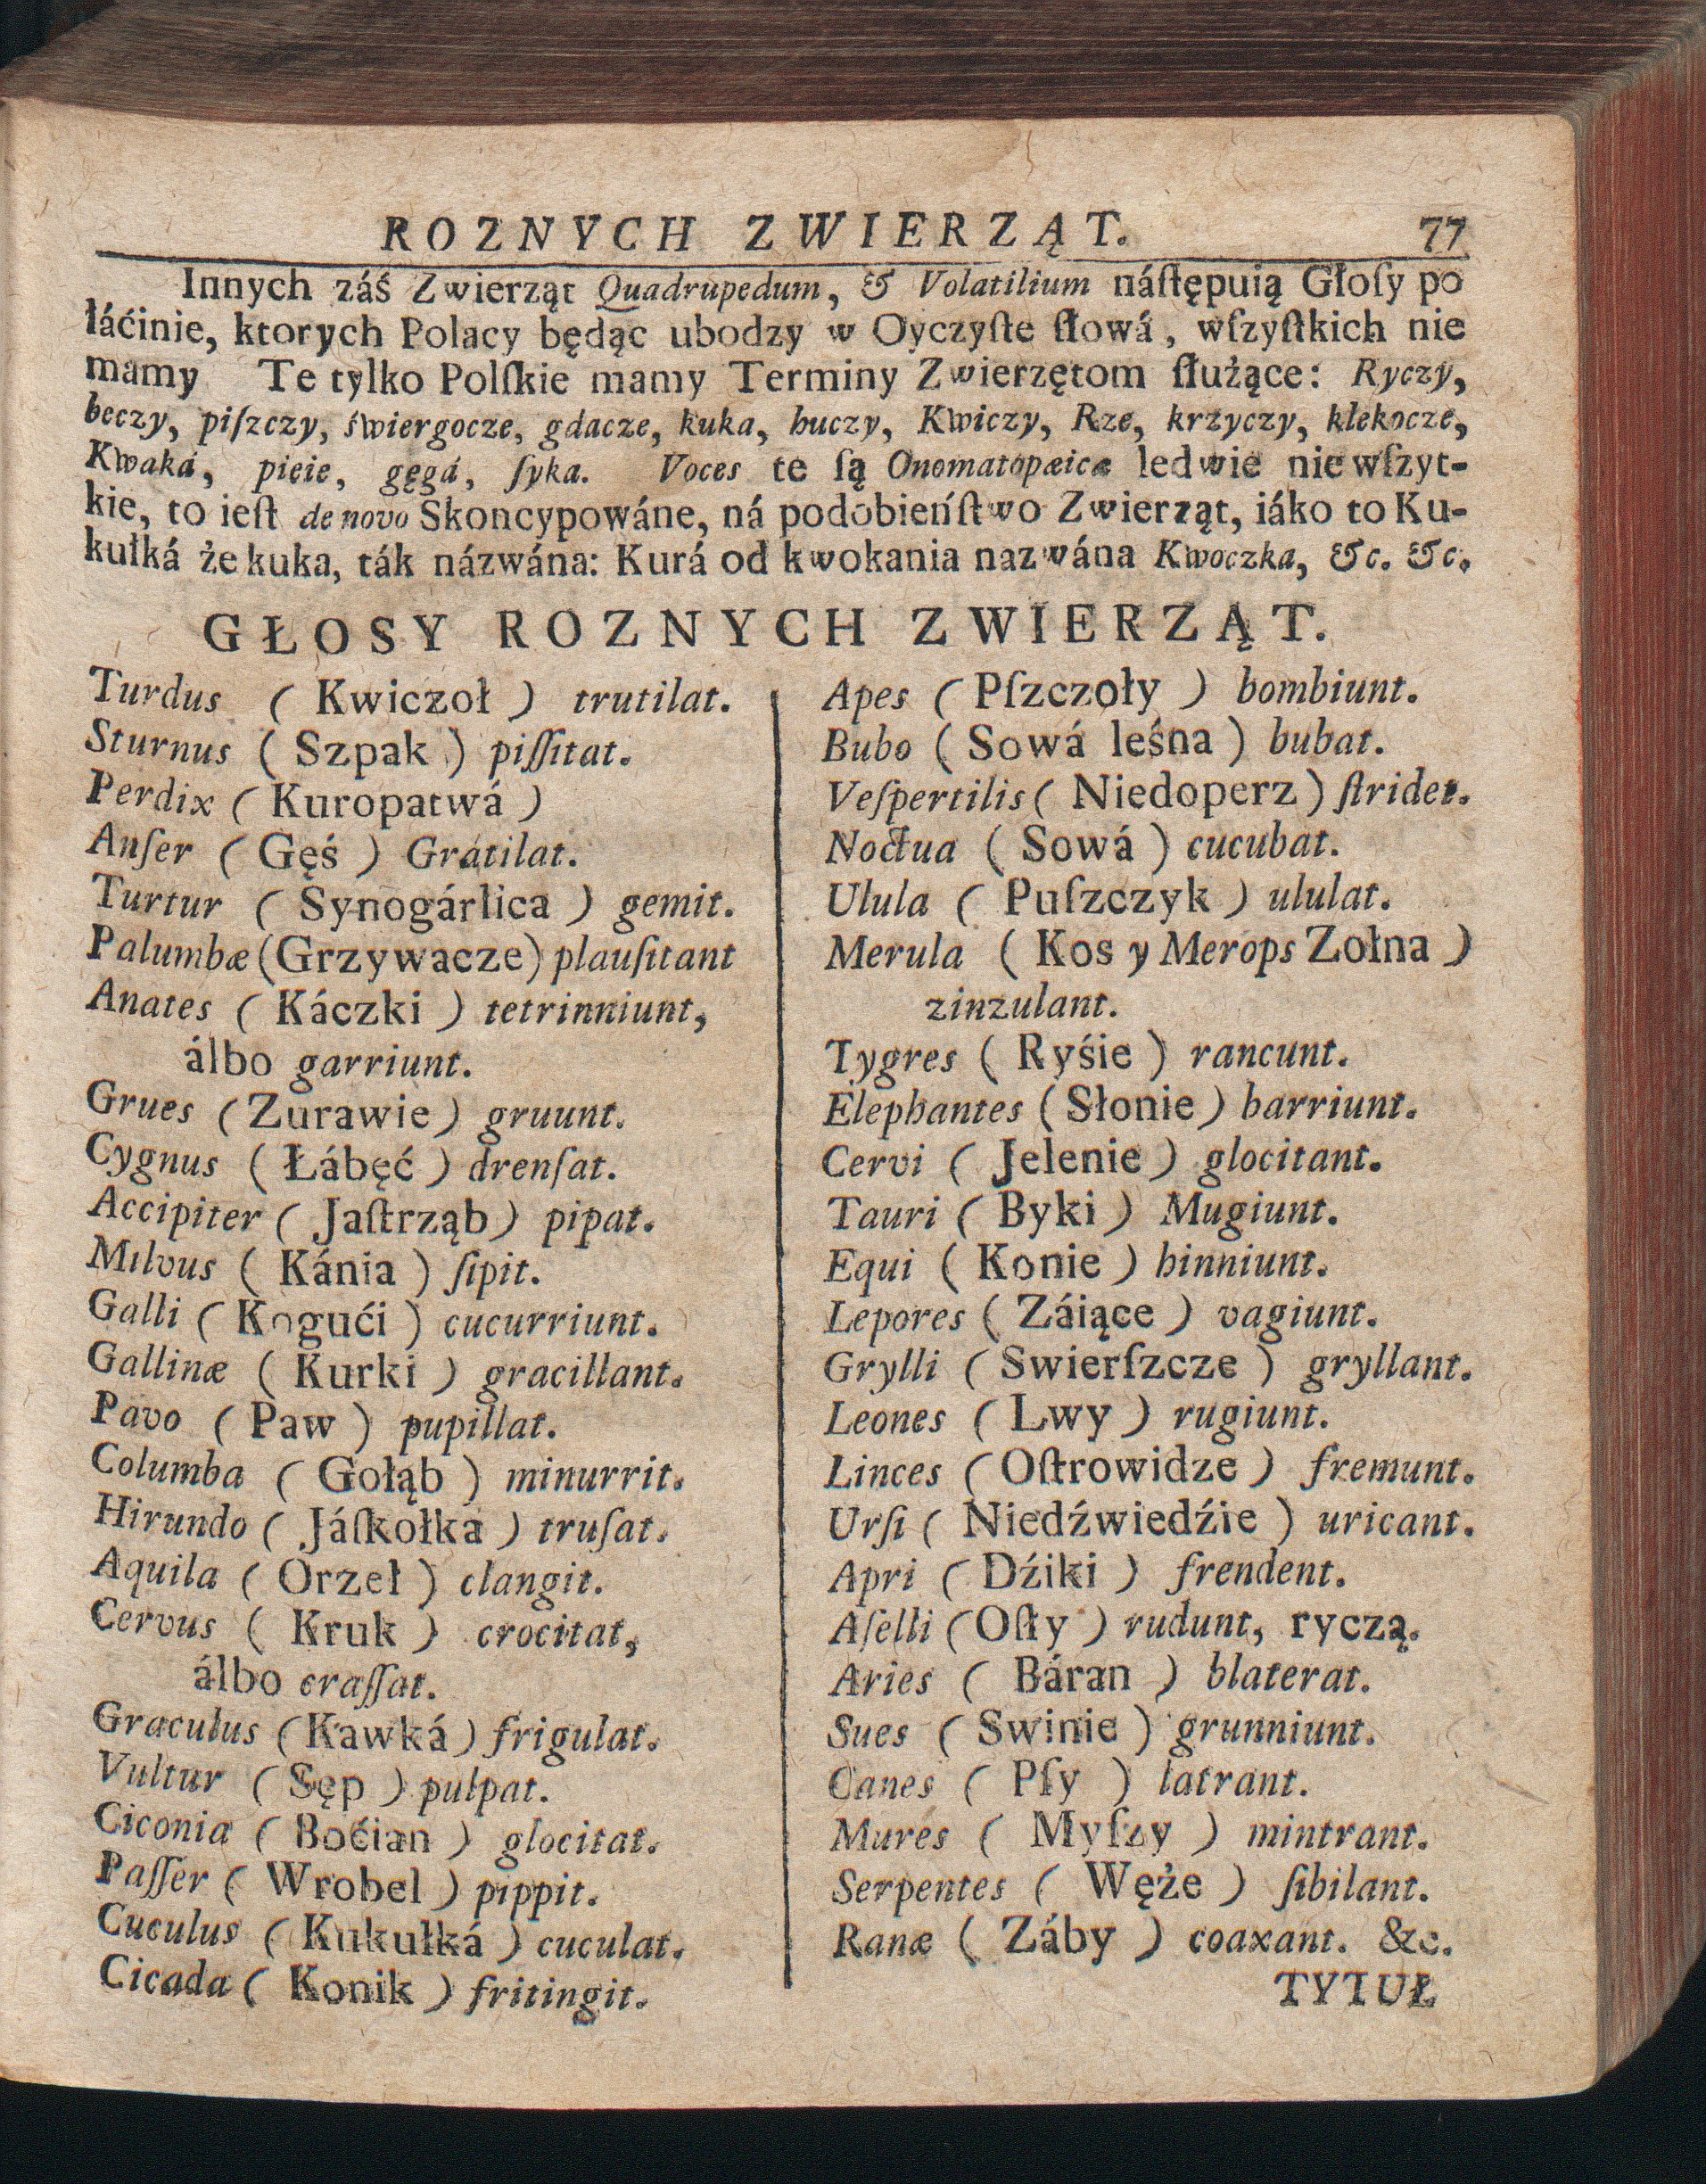 ROZNYCH ZWIERZĄT. 77
Innych záś Zwierząt Quadrupedum, & Volatilium náſtępuią Głoſy po
łáćinie, ktorych Polacy będąc ubodzy w Oyczyſte ſłowá, wſzyſtkich nie
mamy Te tylko Polſkie mamy Terminy Zwierzętom ſłużące: Ryczy,
beczy, piſzczy, świergocze, gdacze, kuka, huczy, Kwiczy, Rze, krzyczy, klekocze,
Kwaká, pieie, gęgá, ſyka. Voces te ſą Onomatopæicæ ledwie nie wſzyt-
kie, to ieſt de novo Skoncypowáne, ná podobieńſtwo Zwierząt, iáko to Ku-
kułká że kuka, ták názwána: Kurá od kwokania nazwána Kwoczka, &c. &c.
GŁOSY ROZNYCH ZWIERZĄT.
Turdus ( Kwiczoł ) trutilat.
Sturnus ( Szpak ) piſſitat.
Perdix ( Kuropatwá )
Anſer ( Gęś ) Gratilat.
Turtur ( Synogárlica ) gemit.
Palumbæ (Grzywacze) plauſitant
Anates ( Káczki ) tetrinniunt,
álbo garriunt.
Grues (Zurawie) gruunt.
Cygnus ( Łábęć ) drenſat.
Accipiter ( Jaſtrząb) pipat.
Milvus ( Kánia ) ſipit.
Galli ( Kogući ) cucurriunt.
Gallinæ ( Kurki ) gracillant.
Pavo ( Paw ) pupillat.
Columba ( Gołąb ) minurrit.
Hirundo ( Jáſkołka ) truſat.
Aquila ( Orzeł ) clangit.
Cervus ( Kruk ) crocitat,
álbo craſſat.
Graculus (Kawká) frigulat.
Vultur ( Sęp ) pulpat.
Ciconia ( Boćian ) glocitat.
Paſſer ( Wrobel ) pippit.
Cuculus ( Kukułká ) cuculat.
Cicada ( Konik ) fritingit.
Apes ( Pſzczoły ) bombiunt.
Bubo ( Sowá leśna ) bubat.
Veſpertilis ( Niedoperz ) ſtridet.
Noctua ( Sowá ) cucubat.
Ulula ( Puſzczyk ) ululat.
Merula ( Kos y Merops Zołna )
zinzulant.
Tygres ( Ryśie ) rancunt.
Elephantes ( Słonie ) barriunt.
Cervi ( Jelenie ) glocitant.
Tauri ( Byki ) Mugiunt.
Equi ( Konie ) hinniunt.
Lepores ( Záiące ) vagiunt.
Grylli ( Swierſzcze ) gryllant.
Leones ( Lwy ) rugiunt.
Linces ( Oſtrowidze ) fremunt.
Urſi ( Niedźwiedźie ) uricant.
Apri ( Dźiki ) frendent.
Aſelli ( Oſły ) rudunt, ryczą.
Aries ( Báran ) blaterat.
Sues ( Swinie ) grunniunt.
Canes ( Pſy ) latrant.
Mures ( Myſzy ) mintrant.
Serpentes ( Węże ) ſibilant.
Ranæ ( Záby ) coaxant. &c.
TYTUŁ